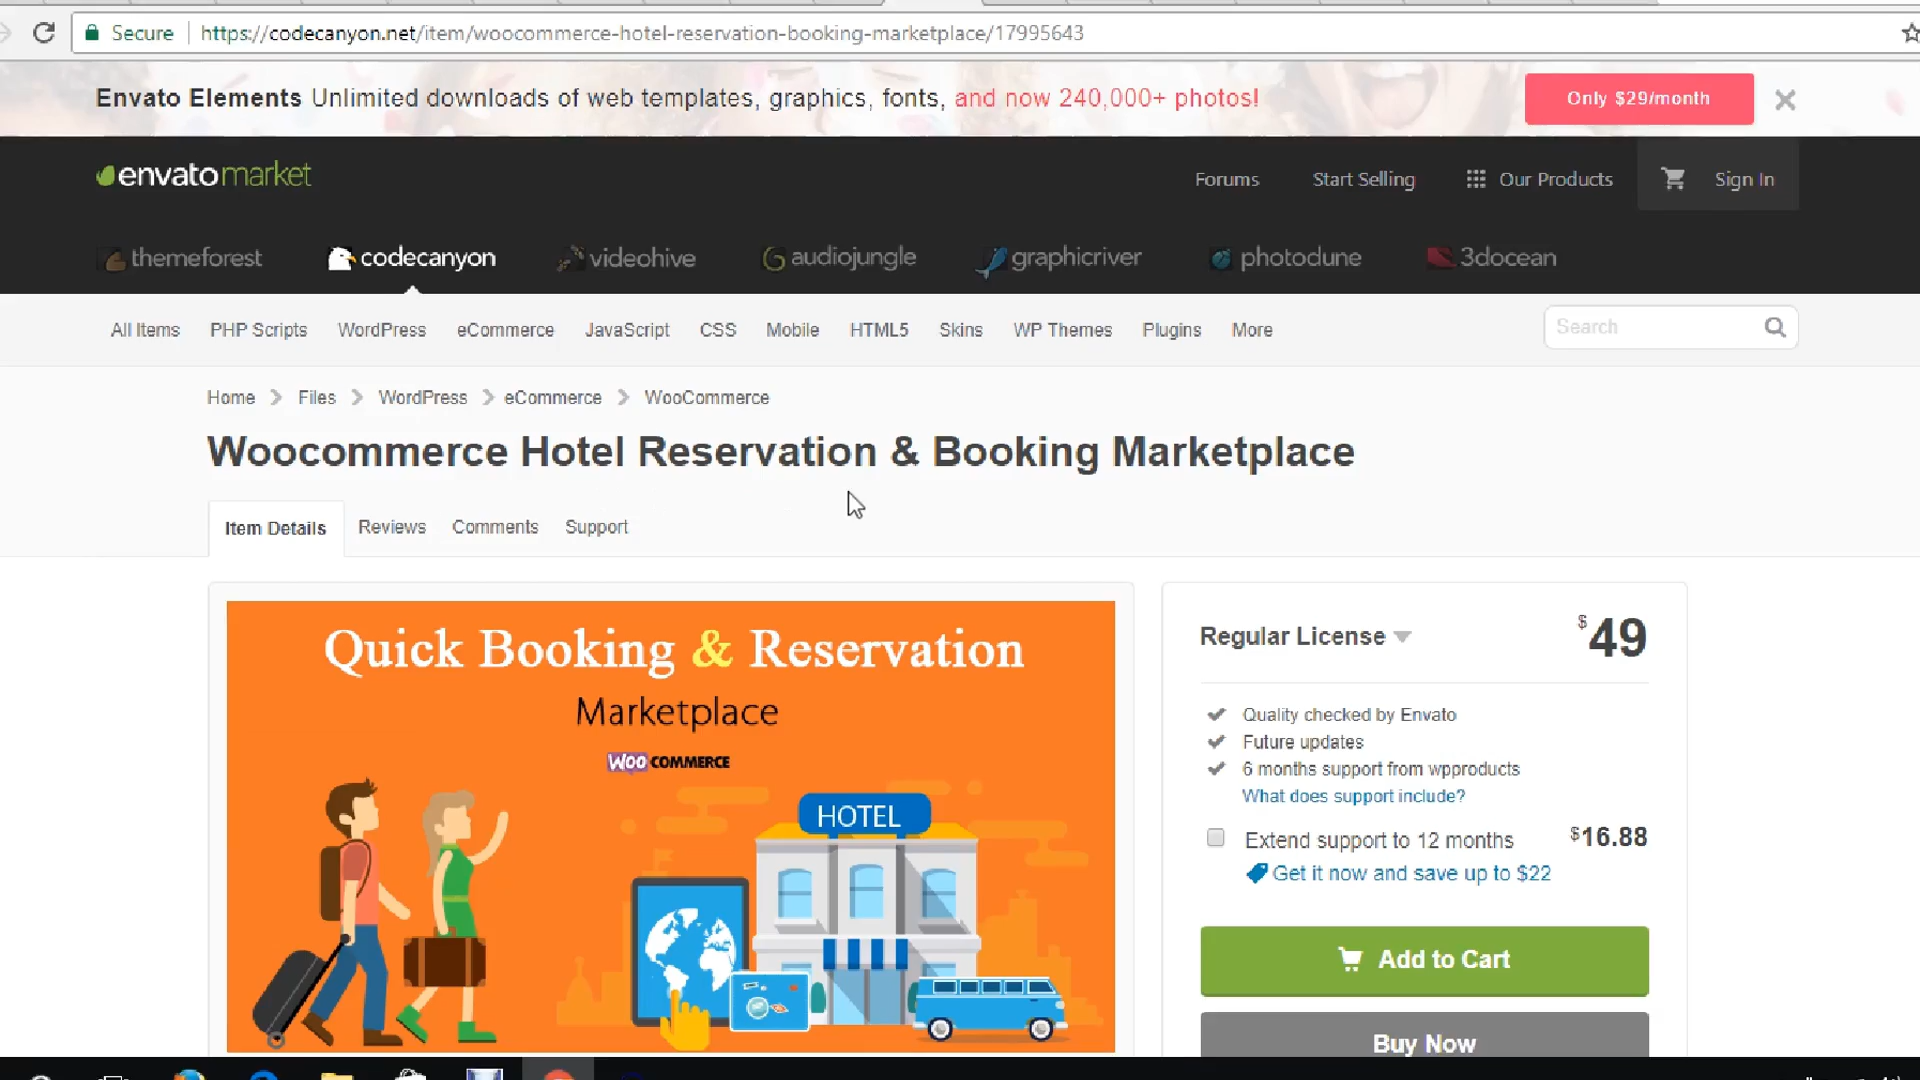 Secure https://codecanyon.net/item/woocommerce-hotel-reservation-booking-marketplace/17995643
Envato Elements Unlimited downloads of web templates, graphics, fonts, and now 240,000+ photos!
Only $29/month
envatomarket
Forums Start Selling Our Products Sign In
themeforest codecanyon videohive audiojungle graphicriver photodune 3docean
All Items PHP Scripts WordPress eCommerce JavaScript CSS Mobile HTML5 Skins WP Themes Plugins More Search
Home Files WordPress eCommerce WooCommerce
Woocommerce Hotel Reservation & Booking Marketplace
Item Details Reviews Comments Support
Quick Booking & Reservation
Marketplace
WOO COMMERCE
HOTEL
Regular License $49
Quality checked by Envato
Future updates
6 months support from wpproducts
What does support include?
Extend support to 12 months $16.88
Get it now and save up to $22
Add to Cart
Buy Now